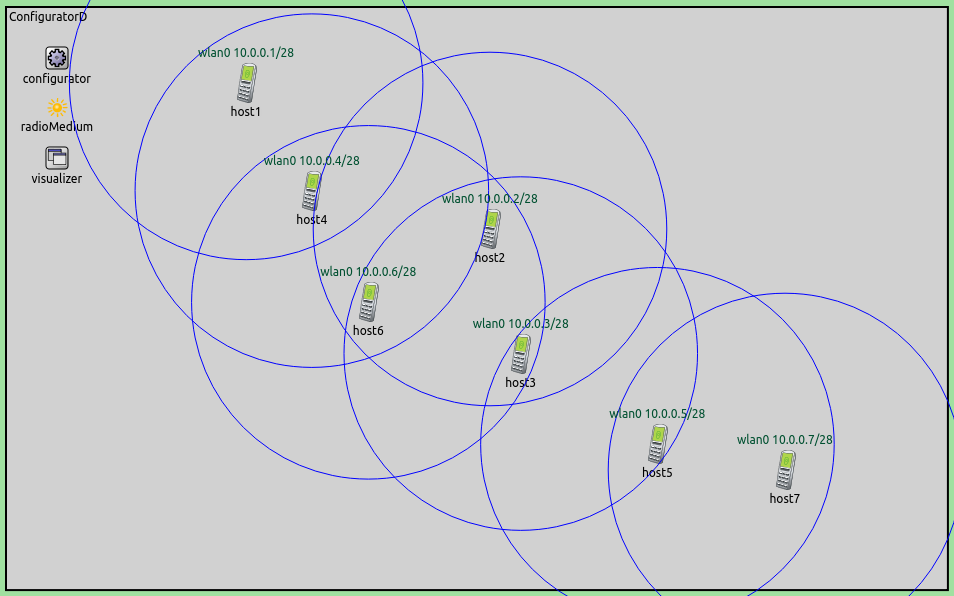 ConfiguratorD
configurator
radioMedium
visualizer
wlan0 10.0.0.1/28
host1
wlan0 10.0.0.4/28
host4
wlan0 10.0.0.2/28
host2
wlan0 10.0.0.6/28
host6
wlan0 10.0.0.3/28
host3
wlan0 10.0.0.5/28
host5
wlan0 10.0.0.7/28
host7